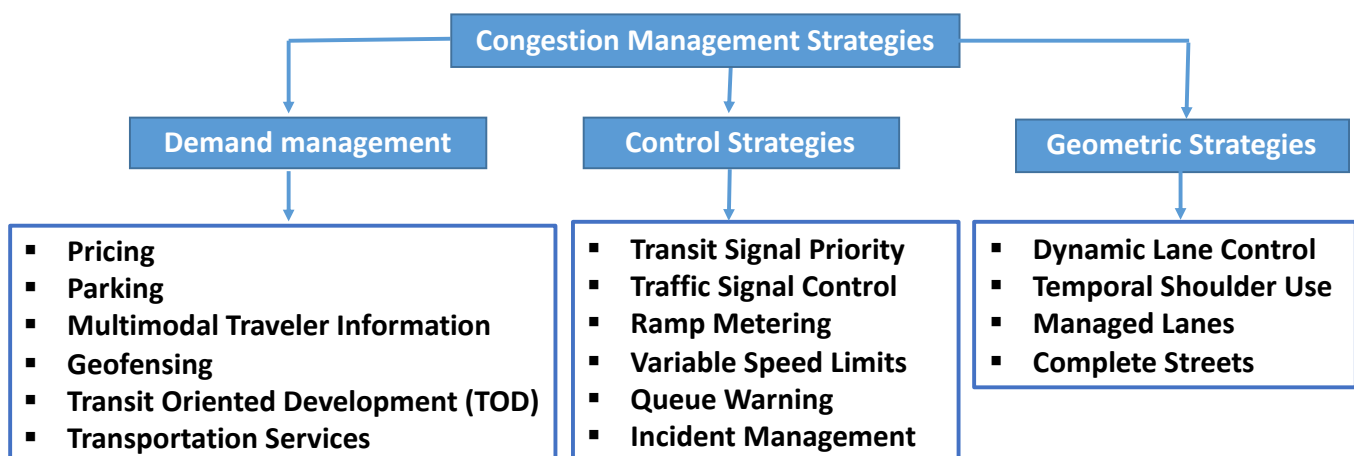 Congestion Management Strategies
Demand management
Control Strategies
Geometric Strategies
▪ Pricing
▪ Parking
▪ Multimodal Traveler Information
▪ Geofensing
▪ Transit Oriented Development (TOD)
▪ Transportation Services
▪ Transit Signal Priority
▪ Traffic Signal Control
▪ Ramp Metering
▪ Variable Speed Limits
▪ Queue Warning
▪ Incident Management
▪ Dynamic Lane Control
▪ Temporal Shoulder Use
▪ Managed Lanes
▪ Complete Streets